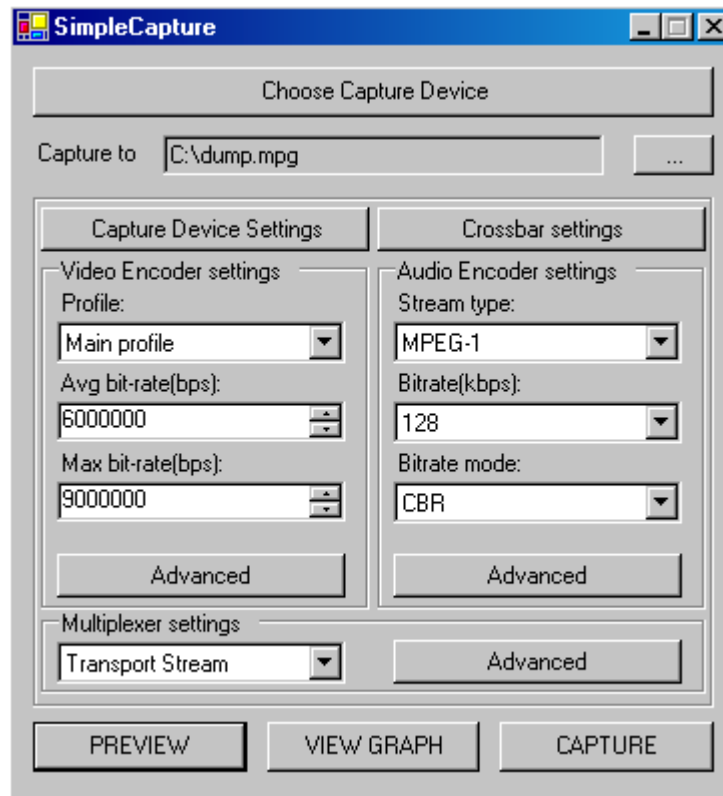 SimpleCapture
Choose Capture Device
Capture to C:\dump.mpg ...
Capture Device Settings Crossbar settings
Video Encoder settings
Profile:
Main profile
Avg bit-rate(bps):
6000000
Max bit-rate(bps):
9000000
Advanced
Audio Encoder settings
Stream type:
MPEG-1
Bitrate(kbps):
128
Bitrate mode:
CBR
Advanced
Multiplexer settings
Transport Stream Advanced
PREVIEW VIEW GRAPH CAPTURE